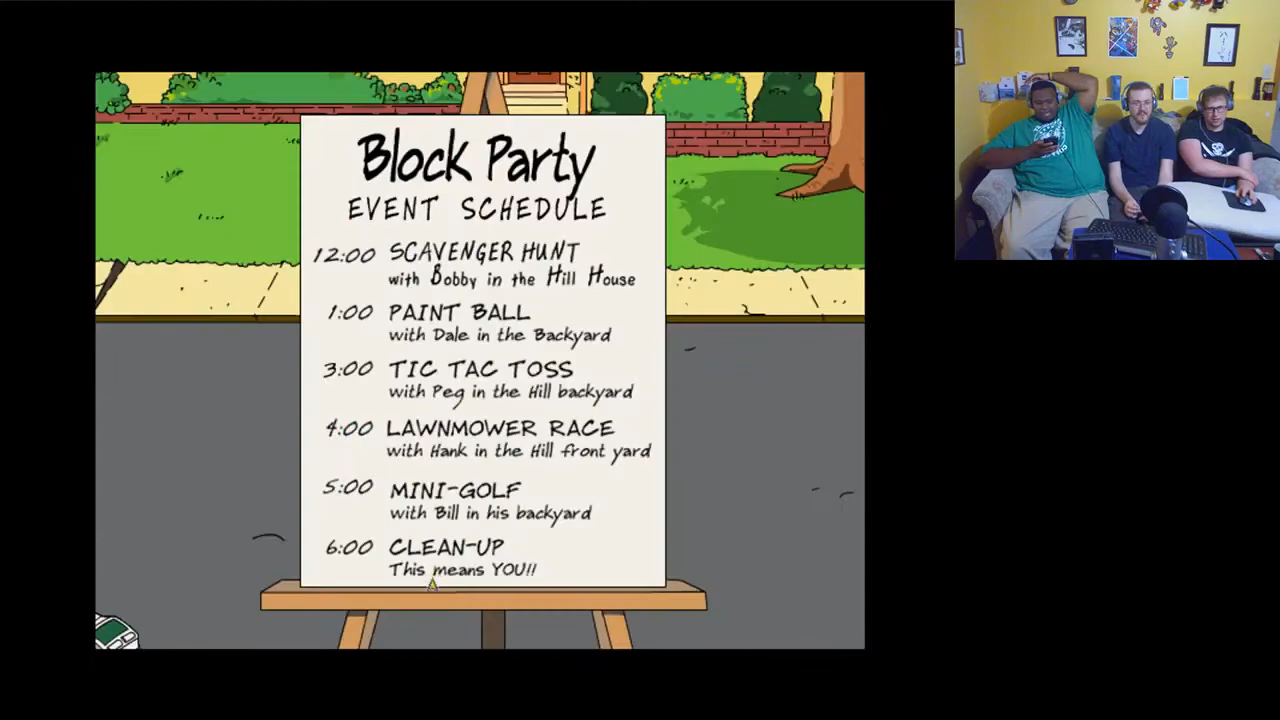 Block Party
EVENT SCHEDULE
12:00 SCAVENGER HUNT
with Bobby in the Hill House
1:00 PAINT BALL
with Dale in the Backyard
3:00 TIC TAC TOSS
with Peg in the Hill backyard
4:00 LAWNMOWER RACE
with Hank in the Hill front yard
5:00 MINI-GOLF
with Bill in his backyard
6:00 CLEAN-UP
This means YOU!!